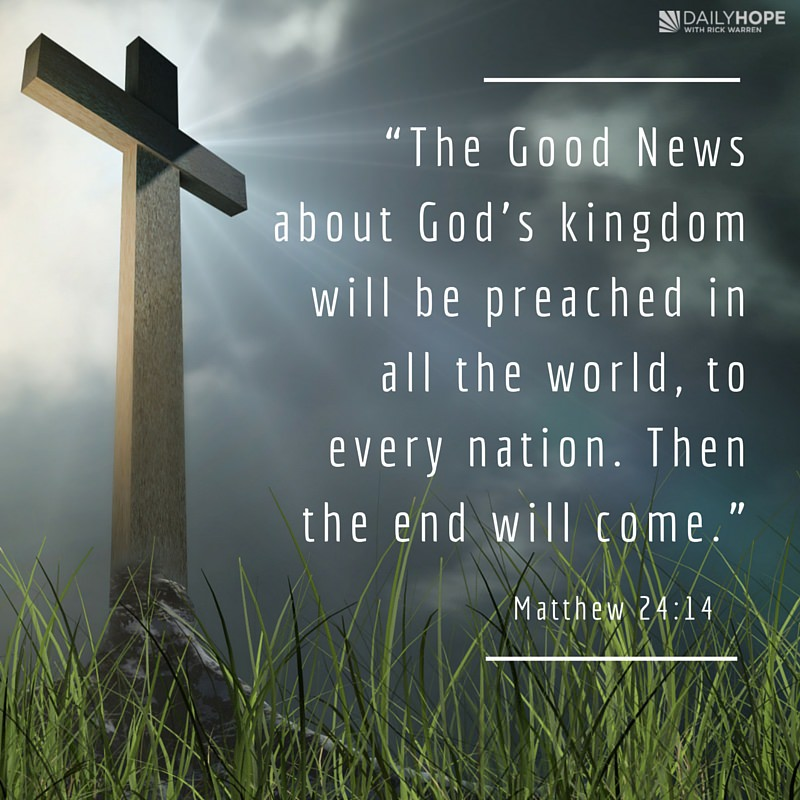 DAILYHOPE
WITH RICK WARREN
“The Good News
about God’s kingdom
will be preached in
all the world, to
every nation. Then
the end will come.”
Matthew 24:14